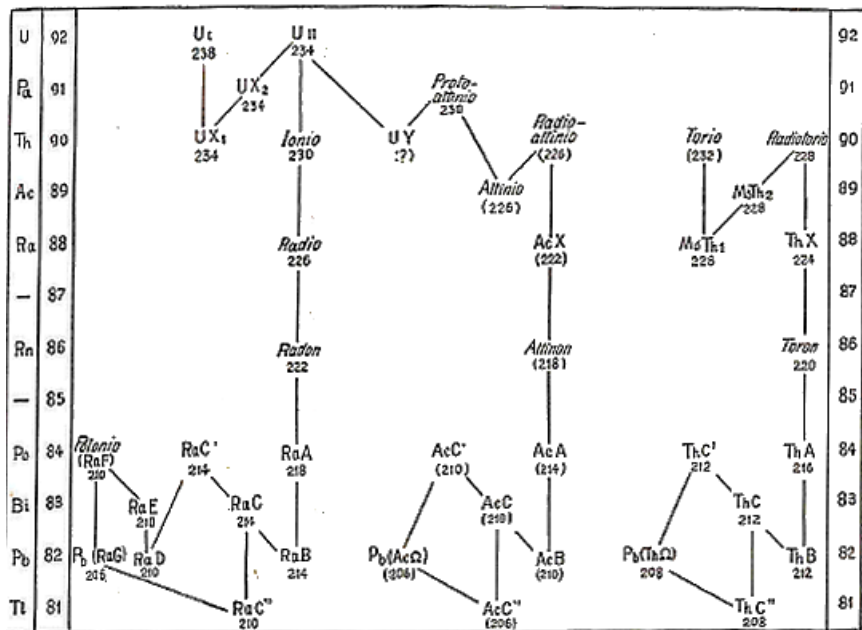 U 92 U I U II 92
238 234
Pa 91 UX₂ Proto-attinio 91
234 230
Th 90 UX₁ Ionio UY Radio-attinio Torio Radiotorio 90
234 230 (?) (226) (232) 228
Ac 89 Attinio MsTh₂ 89
(226) 228
Ra 88 Radio AcX MsTh₁ ThX 88
226 (222) 228 224
— 87 87
Rn 86 Radon Attinon Toron 86
222 (218) 220
— 85 85
84 Polonio (RaF) RaC' RaA AcC' AcA ThC' ThA 84
210 214 218 (210) (214) 212 216
Bi 83 RaE RaC AcC ThC 83
210 214 (210) 212
Pb 82 Pb (RaG) RaD RaB Pb(AcΩ) AcB Pb(ThΩ) ThB 82
206 210 214 (206) (210) 208 212
Tl 81 RaC" AcC" ThC" 81
210 (206) 208